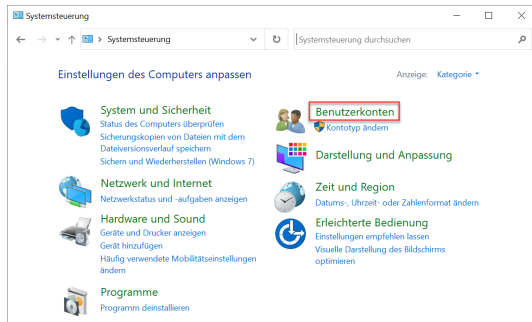 Systemsteuerung
Systemsteuerung
Systemsteuerung durchsuchen
Einstellungen des Computers anpassen
Anzeige: Kategorie
System und Sicherheit
Status des Computers überprüfen
Sicherungskopien von Dateien mit dem
Dateiversionsverlauf speichern
Sichern und Wiederherstellen (Windows 7)
Netzwerk und Internet
Netzwerkstatus und -aufgaben anzeigen
Hardware und Sound
Geräte und Drucker anzeigen
Gerät hinzufügen
Häufig verwendete Mobilitätseinstellungen
ändern
Programme
Programm deinstallieren
Benutzerkonten
Kontotyp ändern
Darstellung und Anpassung
Zeit und Region
Datums-, Uhrzeit- oder Zahlenformat ändern
Erleichterte Bedienung
Einstellungen empfehlen lassen
Visuelle Darstellung des Bildschirms
optimieren